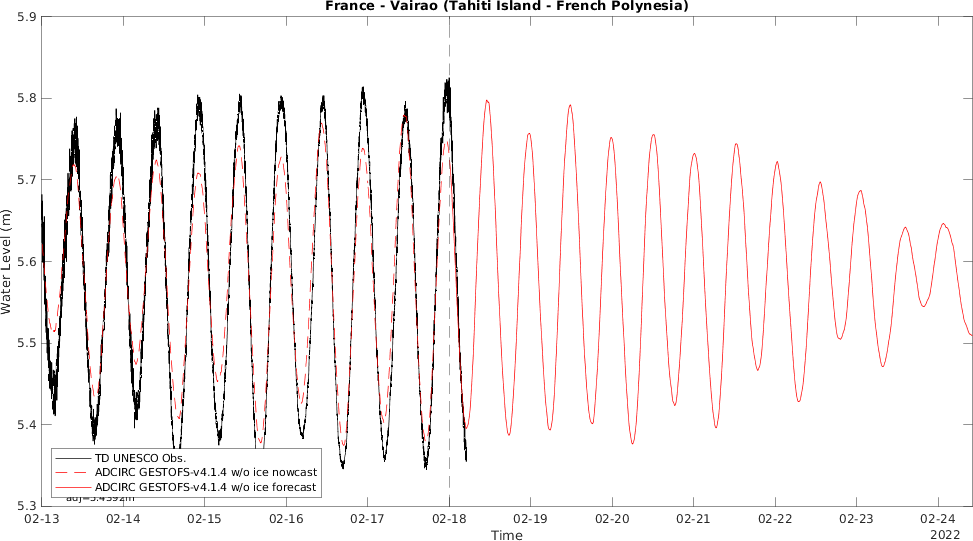 France - Vairao (Tahiti Island - French Polynesia)
5.9
5.8
5.7
5.6
5.5
5.4
5.3
Water Level (m)
TD UNESCO Obs.
ADCIRC GESTOFS-v4.1.4 w/o ice nowcast
ADCIRC GESTOFS-v4.1.4 w/o ice forecast
02-13 02-14 02-15 02-16 02-17 02-18 02-19 02-20 02-21 02-22 02-23 02-24
2022
Time